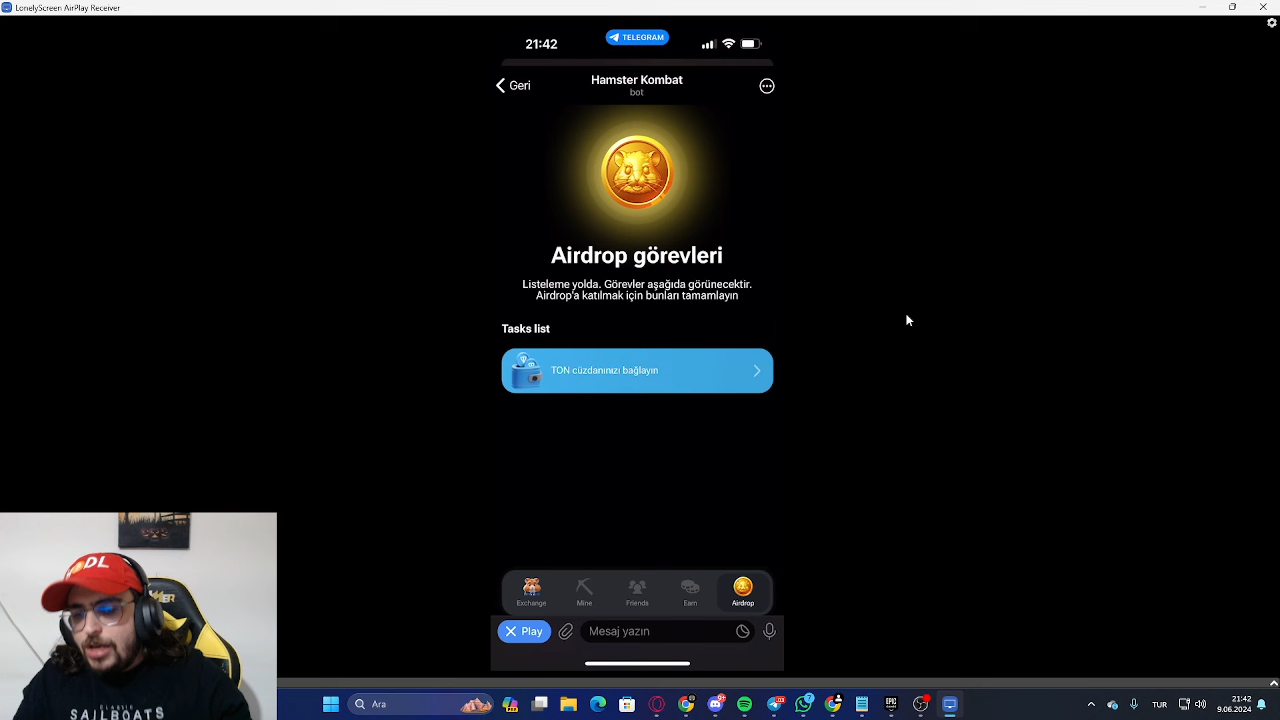 LonelyScreen AirPlay Receiver
21:42
TELEGRAM
Geri
Hamster Kombat
bot
Airdrop görevleri
Listeleme yolda. Görevler aşağıda görünecektir.
Airdrop'a katılmak için bunları tamamlayın
Tasks list
TON cüzdanınızı bağlayın
Exchange
Mine
Friends
Earn
Airdrop
Play
Mesaj yazın
DL
CLASSIC
SAILBOATS
Ara
TUR
21:42
9.06.2024